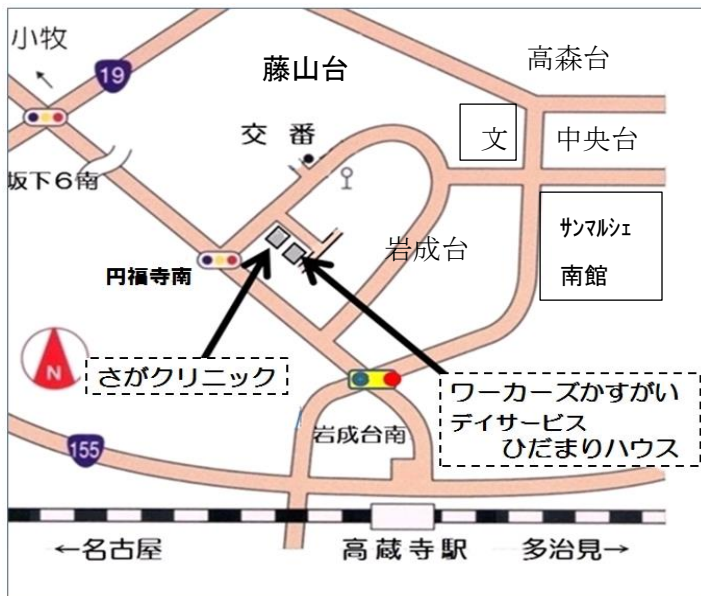 小牧
19
藤山台
高森台
交番
文
中央台
坂下6南
サンマルシェ
南館
岩成台
円福寺南
N
さがクリニック
ワーカーズかすがい
デイサービス
ひだまりハウス
岩成台南
155
←名古屋
高蔵寺駅
多治見→